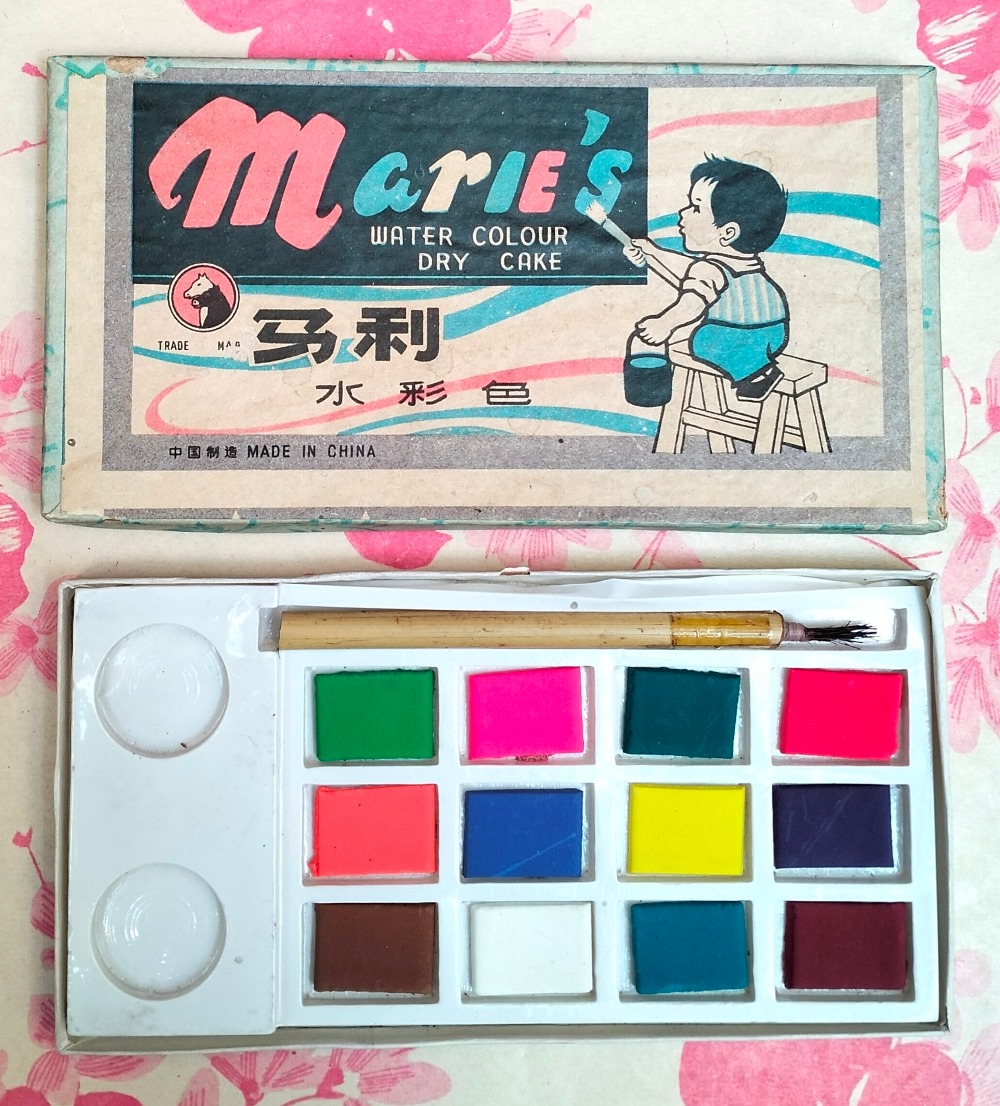 Marie's
WATER COLOUR
DRY CAKE
TRADE
马利
水彩色
中国制造 MADE IN CHINA